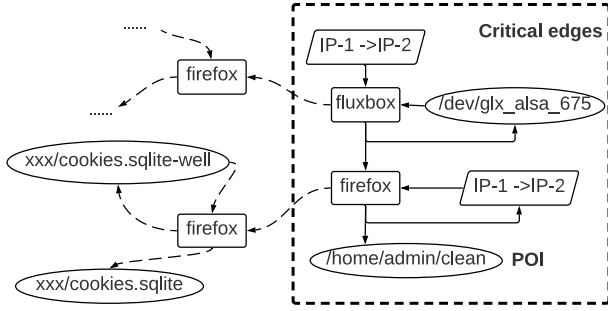 ......
IP-1 ->IP-2
Critical edges
firefox
fluxbox
/dev/glx_alsa_675
......
xxx/cookies.sqlite-well
firefox
IP-1 ->IP-2
firefox
/home/admin/clean
POI
xxx/cookies.sqlite